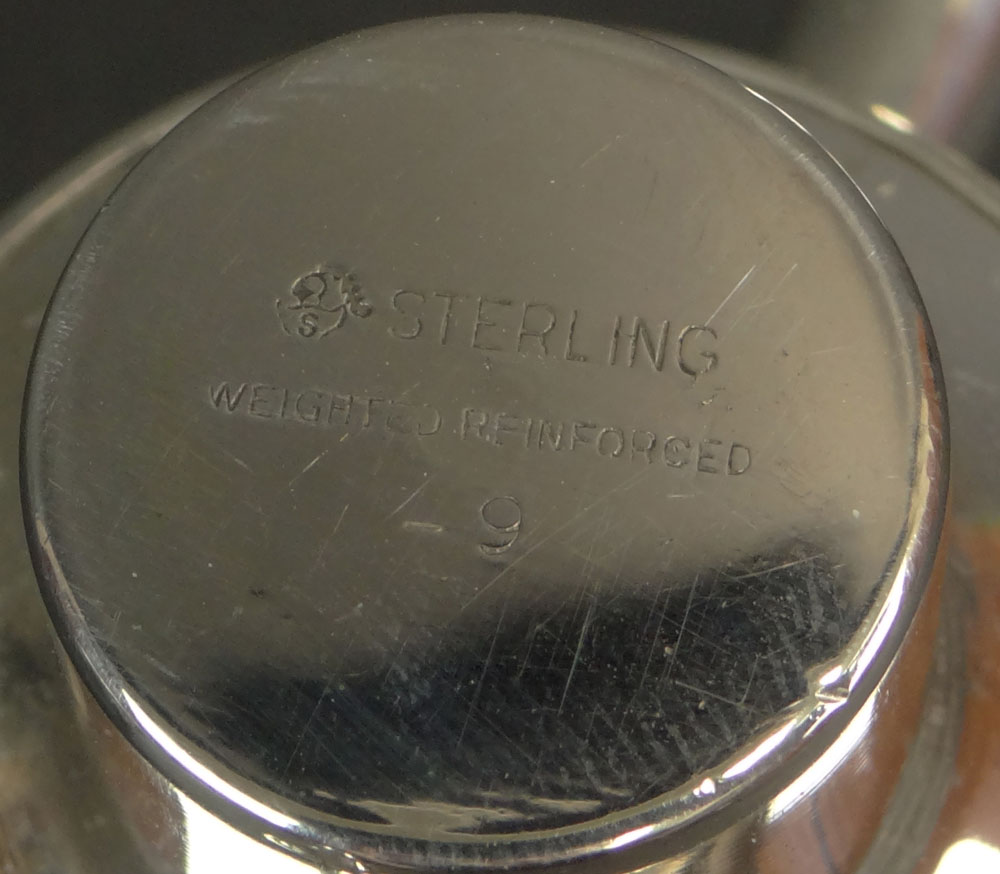 S STERLING
WEIGHTED REINFORCED
9